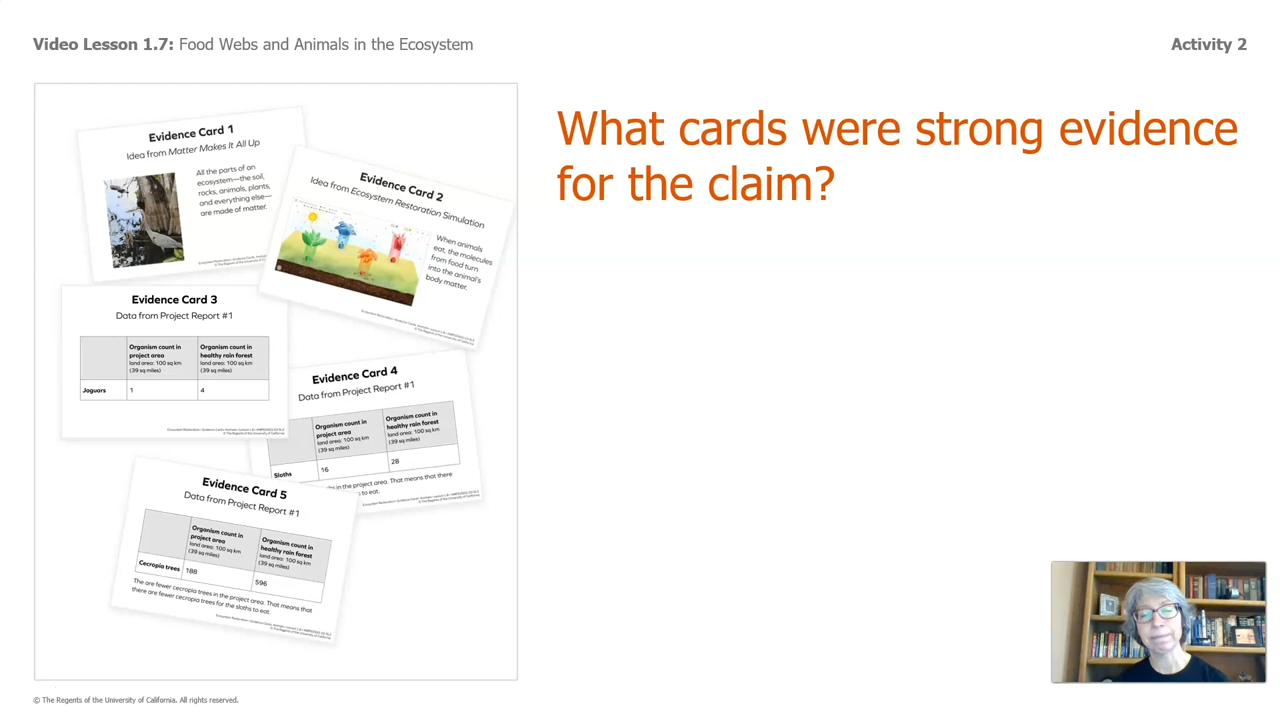 Video Lesson 1.7: Food Webs and Animals in the Ecosystem
Activity 2
What cards were strong evidence
for the claim?
Evidence Card 1
Idea from Matter Makes It All Up
All the parts of an
ecosystem—the soil,
rocks, animals, plants,
and everything else—
are made of matter.
Evidence Card 2
Idea from Ecosystem Restoration Simulation
When animals
eat, the molecules
from food turn
into the animal's
body matter.
Evidence Card 3
Data from Project Report #1
Organism count in
project area
land area: 100 sq km
(39 sq miles)
Organism count in
healthy rain forest
land area: 100 sq km
(39 sq miles)
Jaguars
1
4
Evidence Card 4
Data from Project Report #1
Organism count in
project area
land area: 100 sq km
(39 sq miles)
Organism count in
healthy rain forest
land area: 100 sq km
(39 sq miles)
Sloths
16
28
in the project area. That means that there
to eat.
Evidence Card 5
Data from Project Report #1
Organism count in
project area
land area: 100 sq km
(39 sq miles)
Organism count in
healthy rain forest
land area: 100 sq km
(39 sq miles)
Cecropia trees
188
596
The are fewer cecropia trees in the project area. That means that
there are fewer cecropia trees for the sloths to eat.
© The Regents of the University of California. All rights reserved.